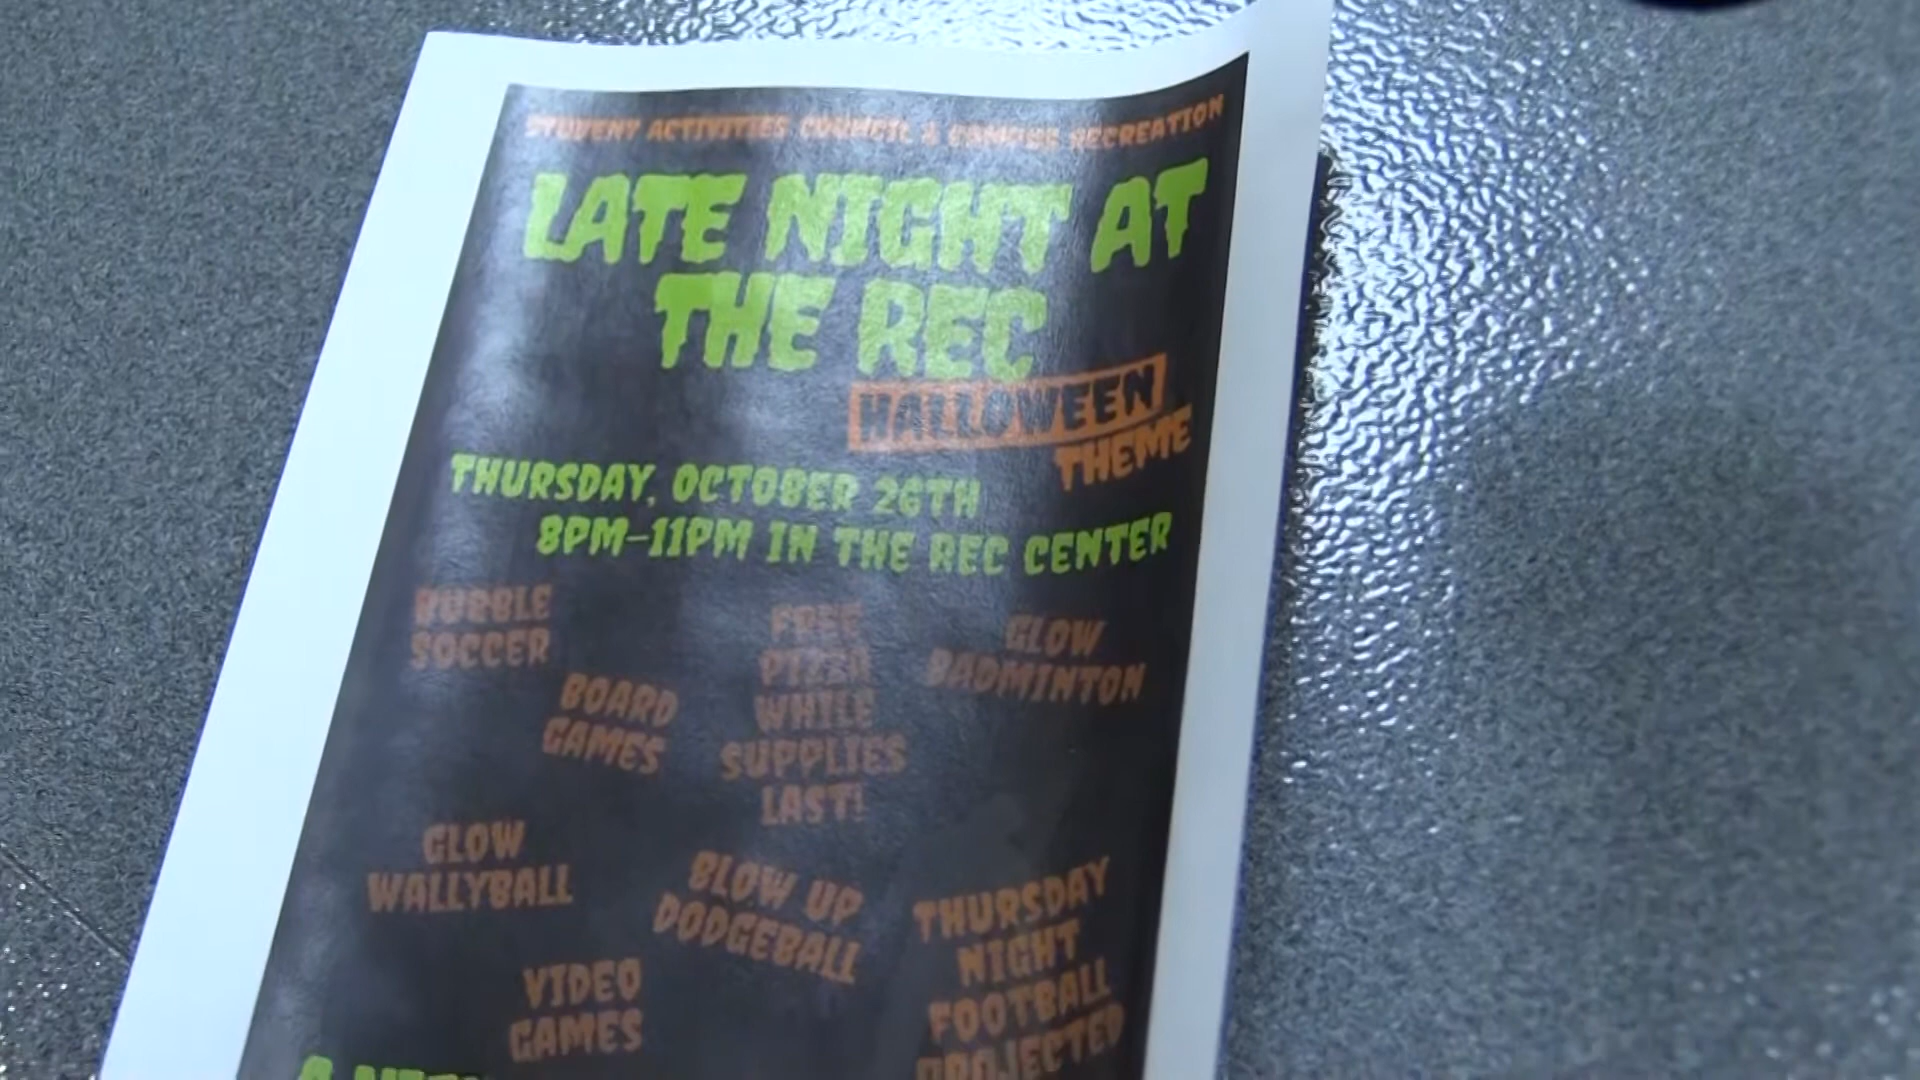 STUDENT ACTIVITIES COUNCIL & CAMPUS RECREATION
LATE NIGHT AT
THE REC
HALLOWEEN
THEME
THURSDAY, OCTOBER 26TH
8PM-11PM IN THE REC CENTER
BUBBLE
SOCCER
BOARD
GAMES
FREE
PIZZA
WHILE
SUPPLIES
LAST!
GLOW
BADMINTON
GLOW
WALLYBALL
BLOW UP
DODGEBALL
THURSDAY
NIGHT
FOOTBALL
PROJECTED
VIDEO
GAMES